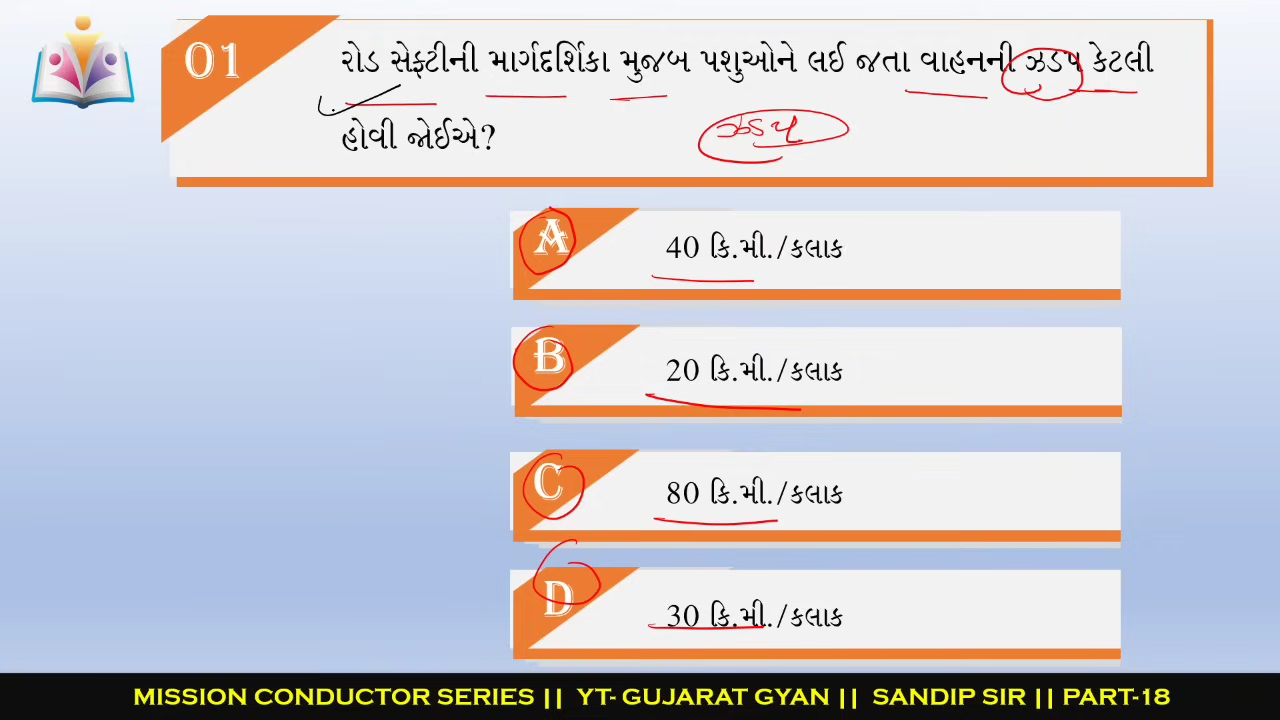 01
રોડ સેફ્ટીની માર્ગદર્શિકા મુજબ પશુઓને લઈ જતા વાહનની ઝડપ કેટલી
હોવી જોઈએ?
ઝડપ
A
40 કિ.મી./કલાક
B
20 કિ.મી./કલાક
C
80 કિ.મી./કલાક
D
30 કિ.મી./કલાક
MISSION CONDUCTOR SERIES || YT- GUJARAT GYAN || SANDIP SIR || PART-18